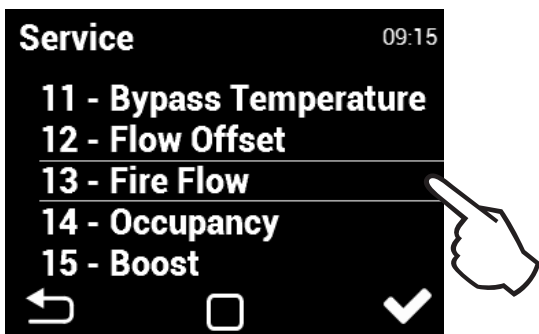 Service 09:15
11 - Bypass Temperature
12 - Flow Offset
13 - Fire Flow
14 - Occupancy
15 - Boost